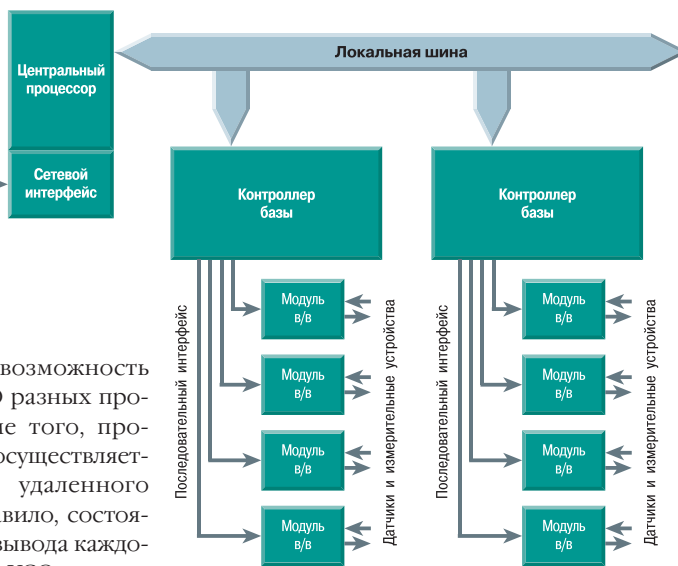 Локальная шина
Центральный
процессор
Сетевой
интерфейс
Контроллер
базы
Контроллер
базы
Последовательный интерфейс
Модуль
в/в
Модуль
в/в
Модуль
в/в
Модуль
в/в
Датчики и измерительные устройства
Последовательный интерфейс
Модуль
в/в
Модуль
в/в
Модуль
в/в
Модуль
в/в
Датчики и измерительные устройства
возможность
разных про-
ие того, про-
осуществляет-
удаленного
авило, состоя-
вывода каждо-